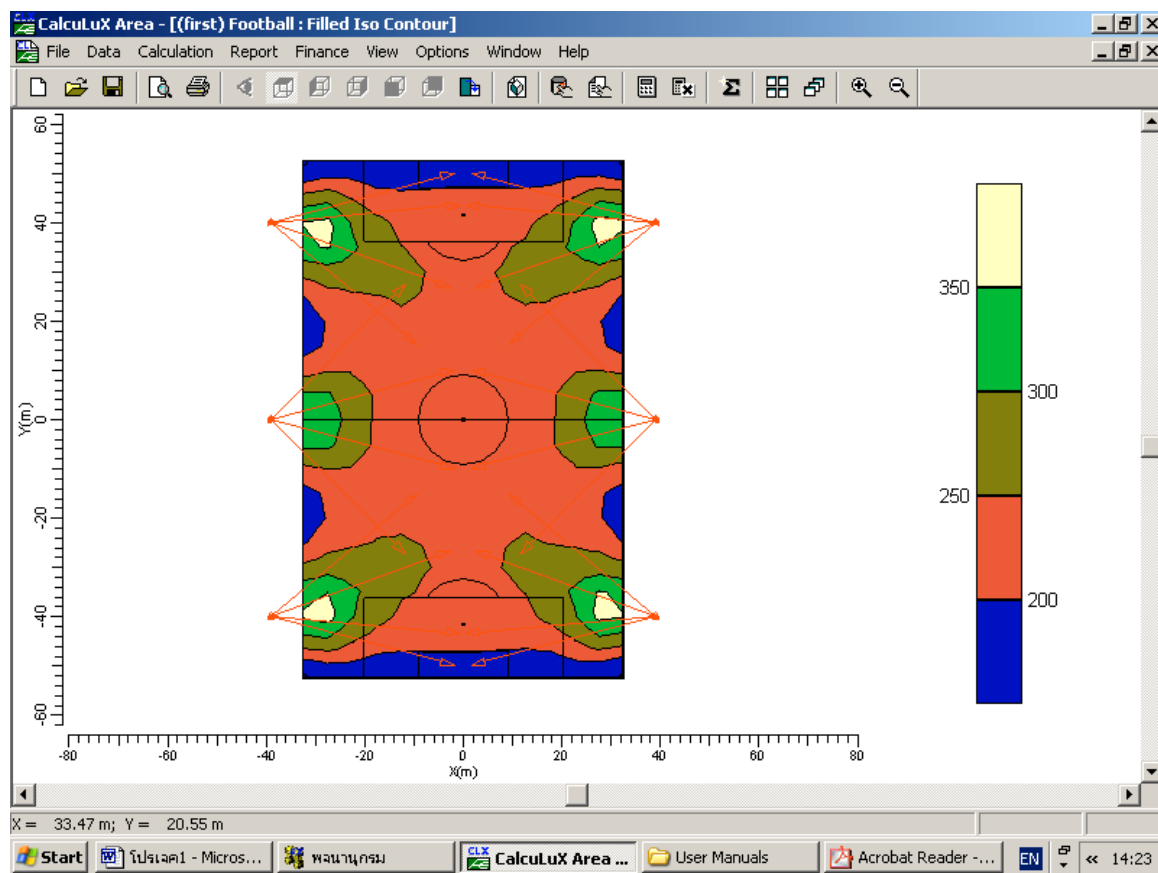 CalcuLuX Area - [(first) Football : Filled Iso Contour]
File Data Calculation Report Finance View Options Window Help
60
40
20
0
-20
-40
-60
Y(m)
-80 -60 -40 -20 0 20 40 60 80
X(m)
350
300
250
200
X = 33.47 m; Y = 20.55 m
Start โปรเจค1 - Micros... พจนานุกรม CalcuLuX Area ... User Manuals Acrobat Reader -... EN « 14:23